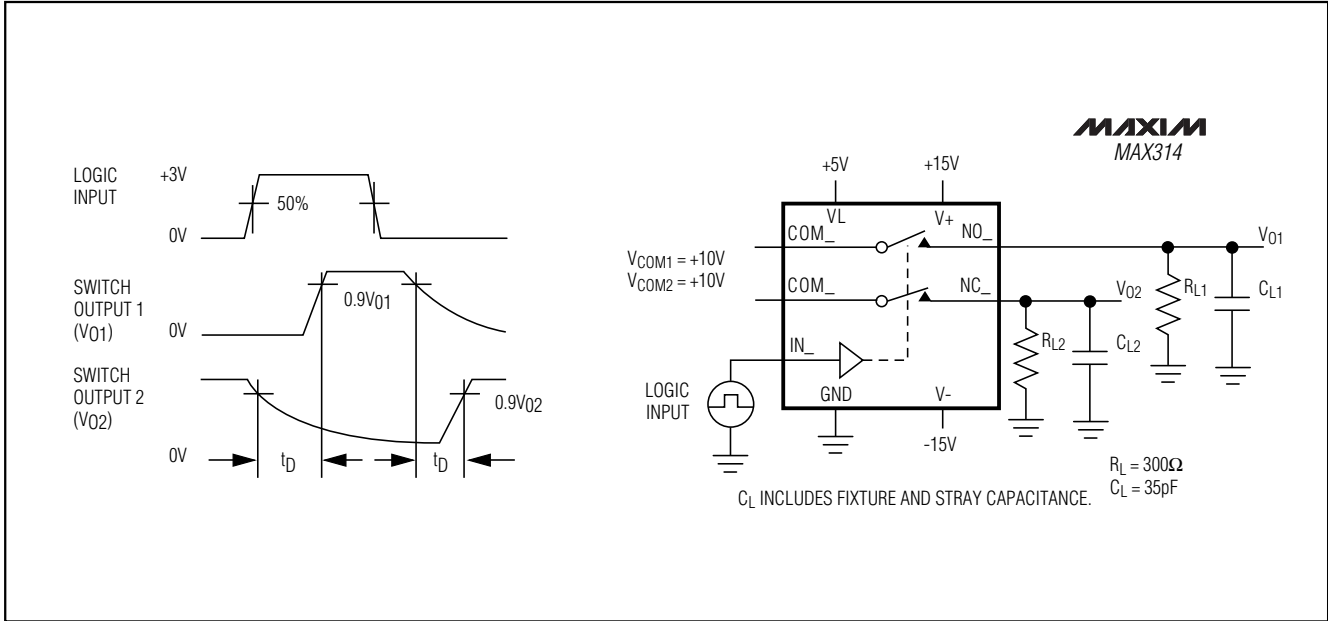 LOGIC
INPUT
+3V
50%
0V
SWITCH
OUTPUT 1
(VO1)
0.9V01
0V
SWITCH
OUTPUT 2
(VO2)
0.9V02
0V
tD
tD
MAXIM
MAX314
+5V
+15V
VL
V+
COM_
NO_
VO1
VCOM1 = +10V
VCOM2 = +10V
COM_
NC_
VO2
RL1
CL1
RL2
CL2
IN_
LOGIC
INPUT
GND
V-
-15V
RL = 300Ω
CL = 35pF
CL INCLUDES FIXTURE AND STRAY CAPACITANCE.